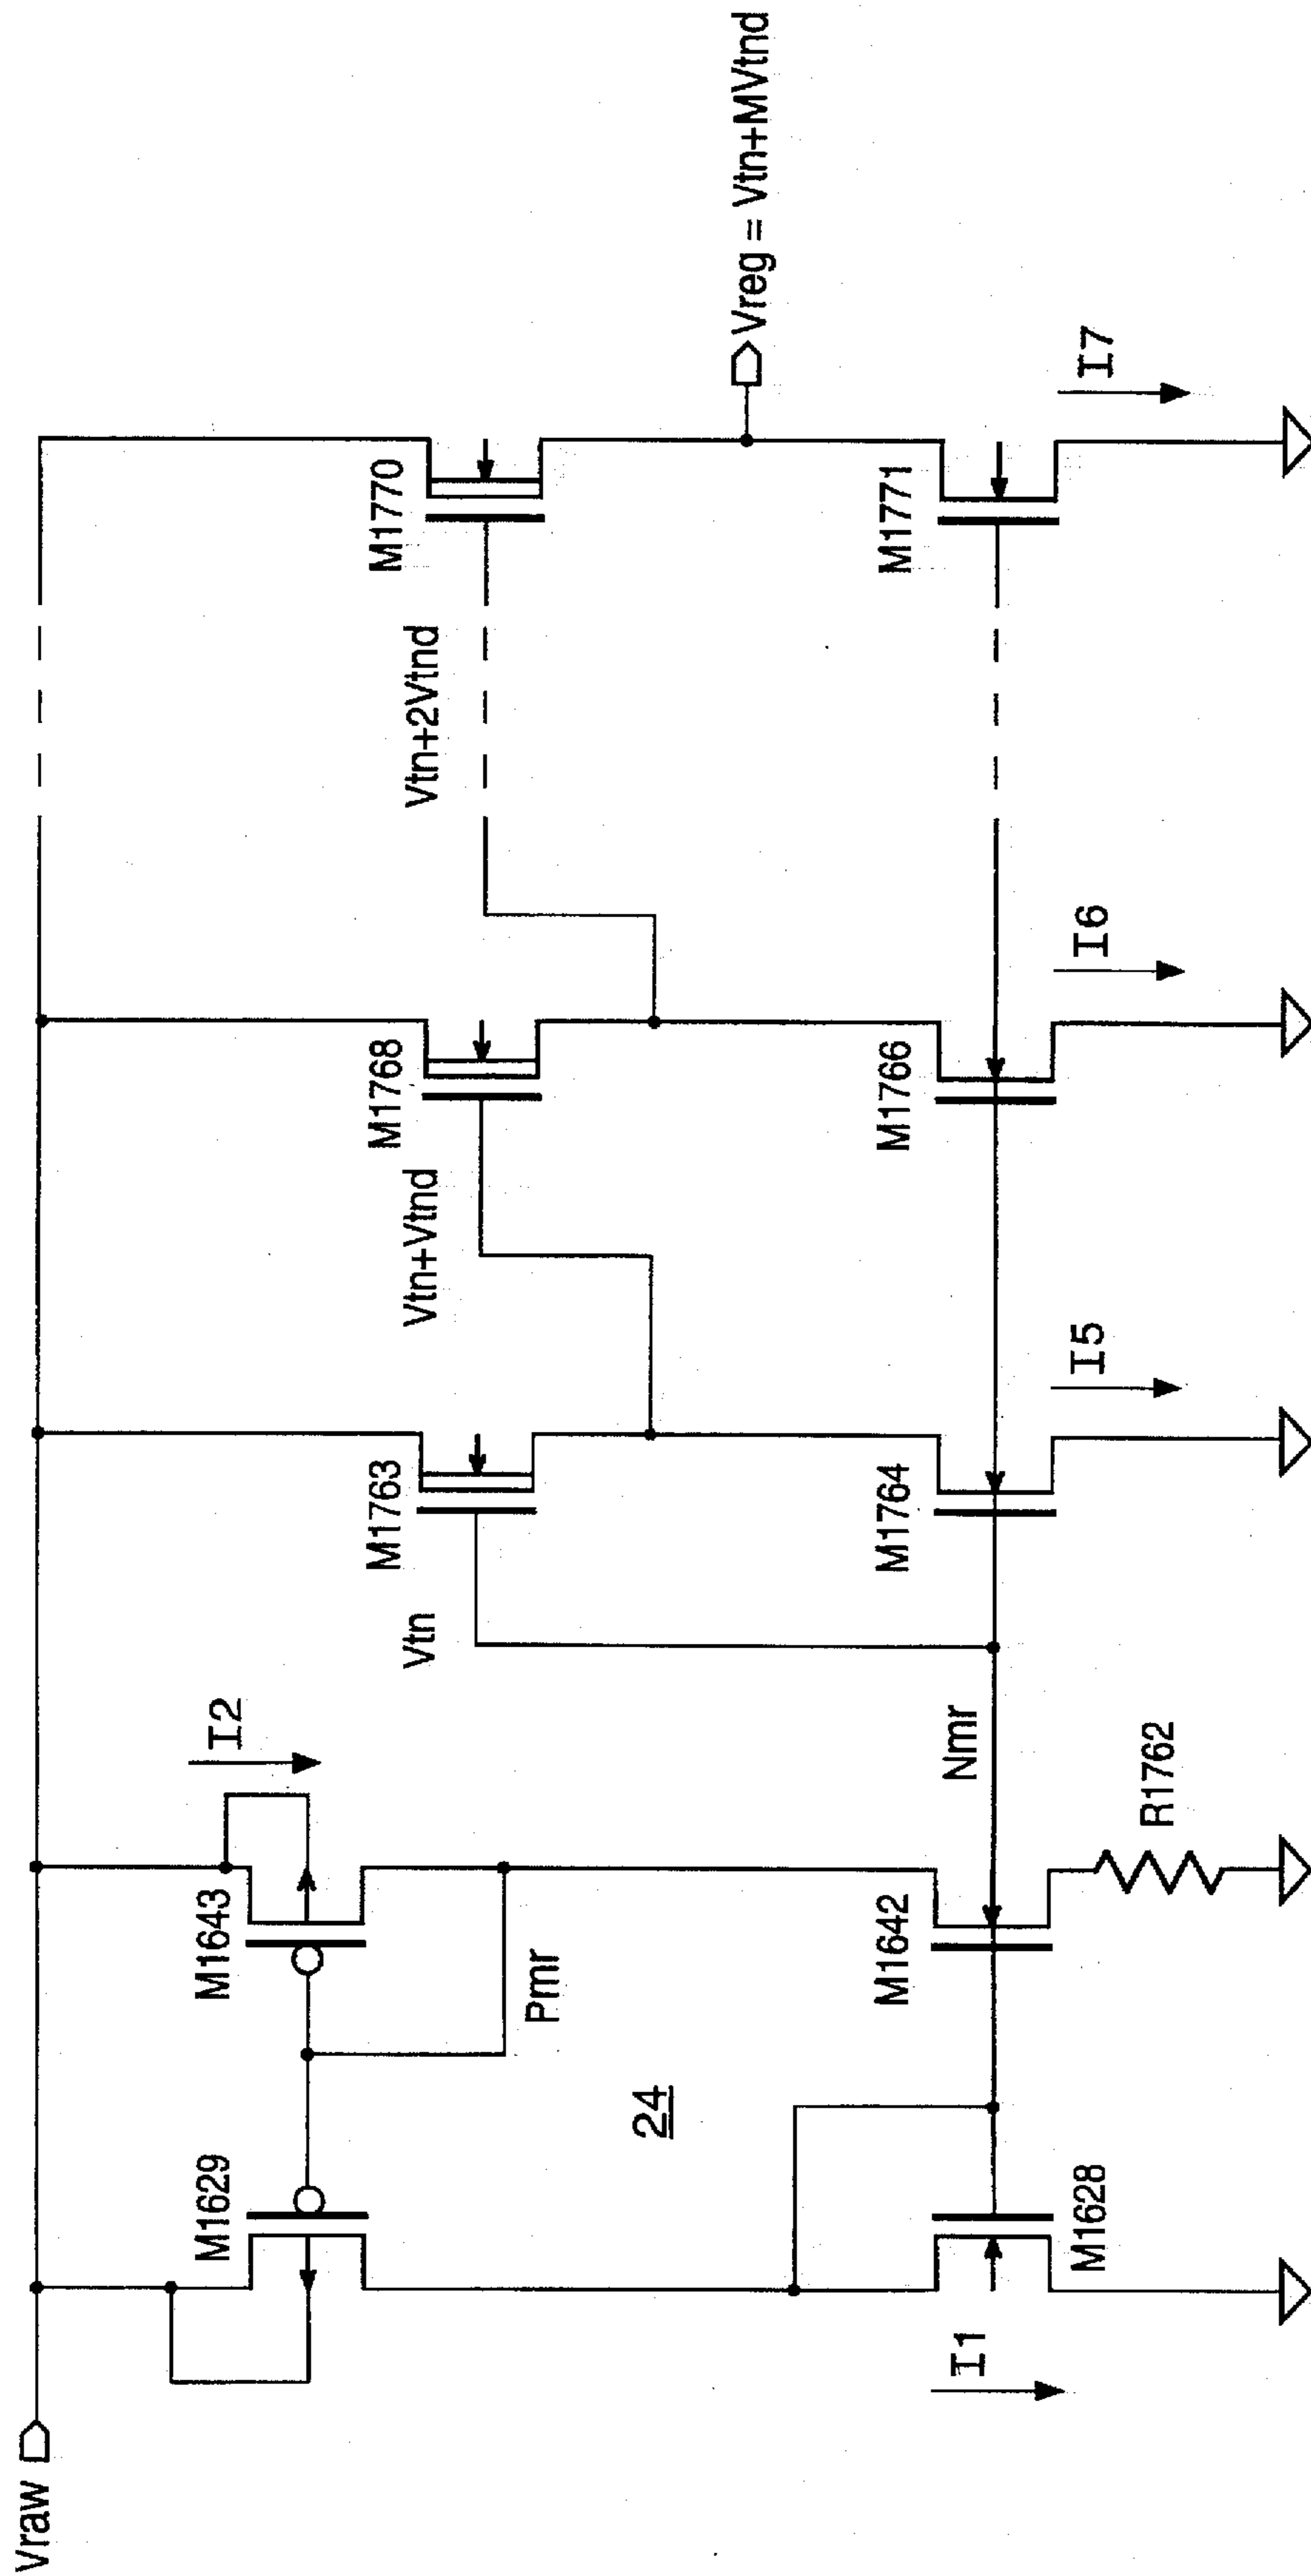 Vraw
M1629
M1643
I2
M1763
M1768
M1770
Vtn
Vtn+Vtnd
Vtn+2Vtnd
Pmr
24
Vreg = Vtn+MVtnd
Nmr
M1628
M1642
M1764
M1766
M1771
I1
R1762
I5
I6
I7